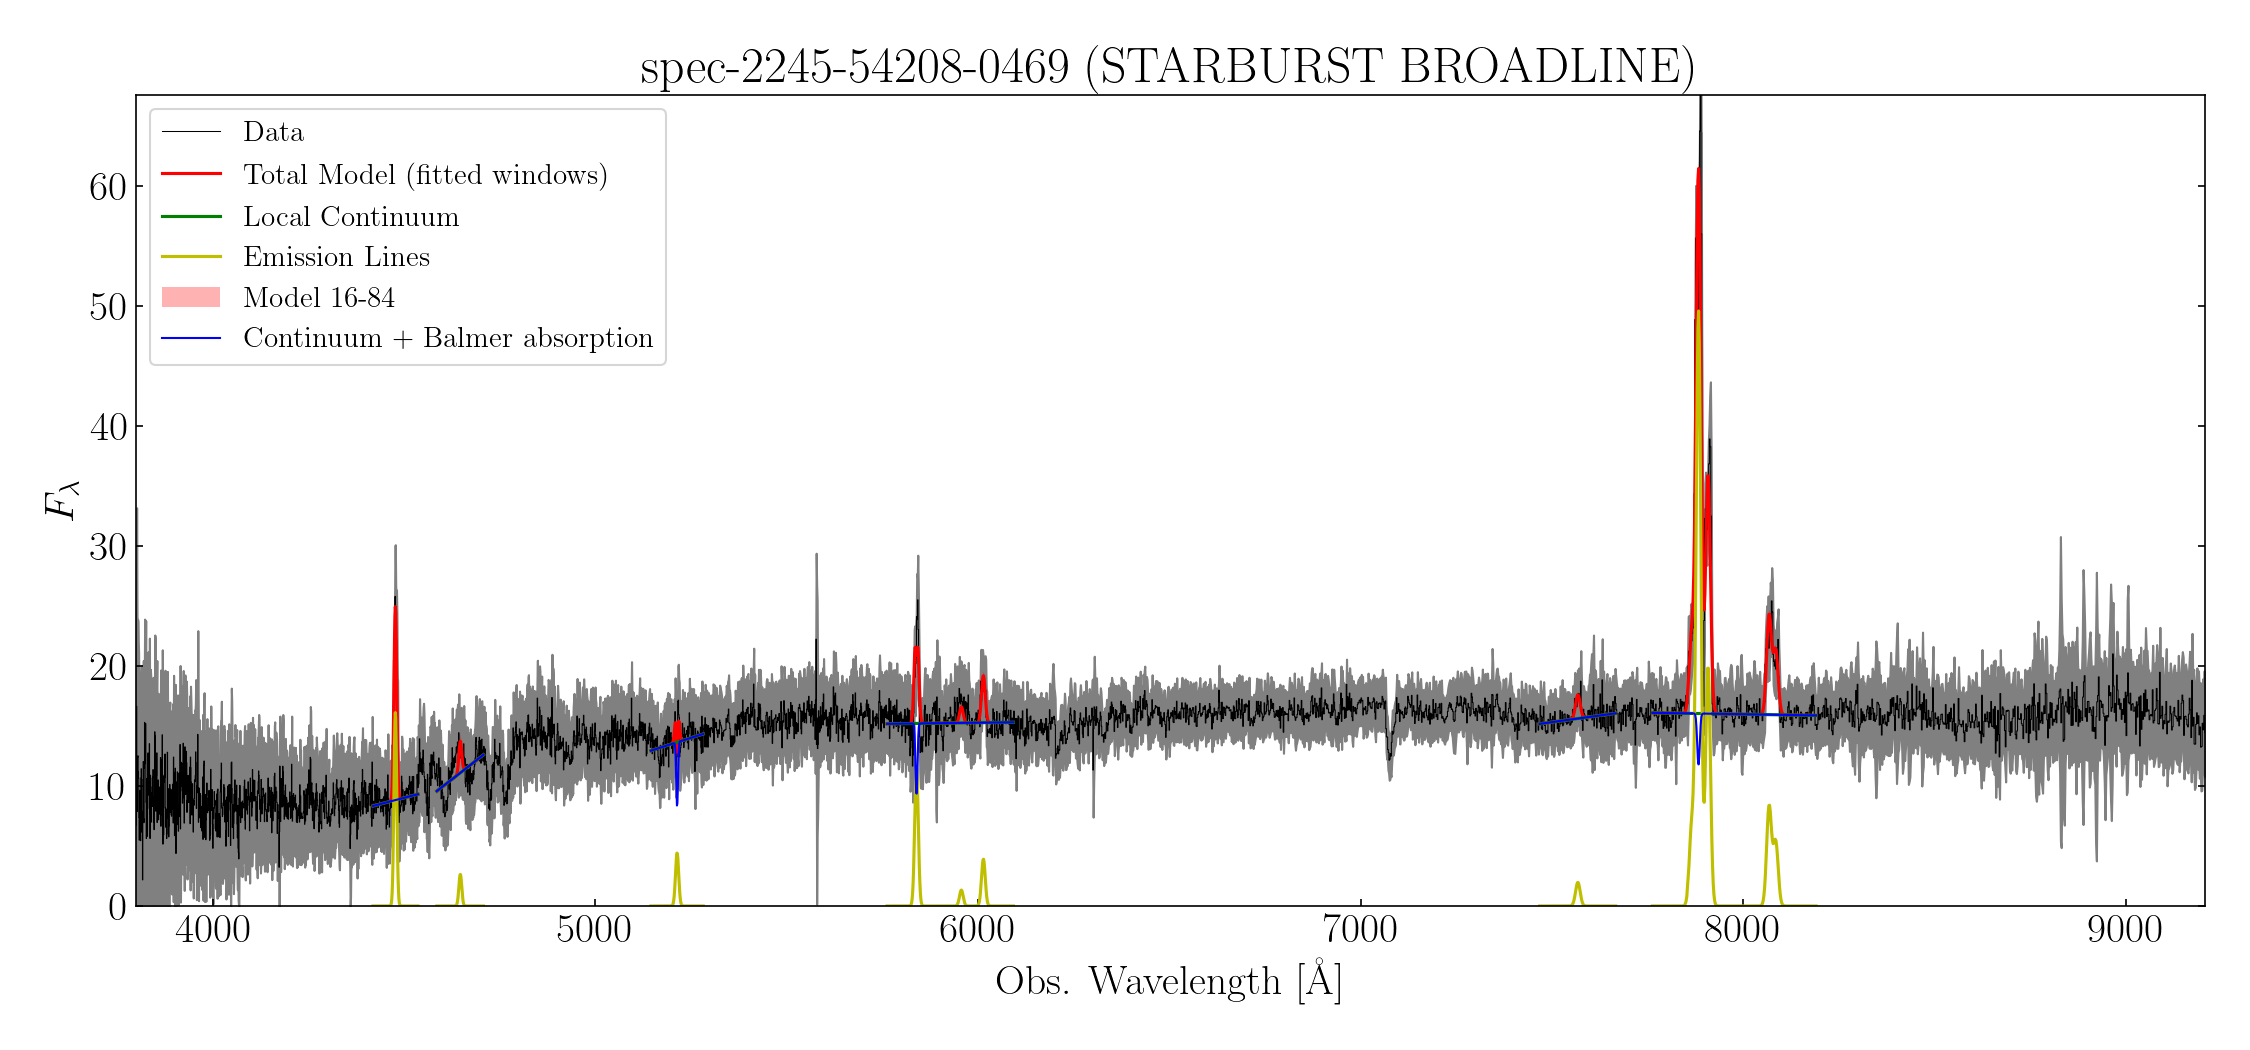 spec-2245-54208-0469 (STARBURST BROADLINE)
Data
Total Model (fitted windows)
Local Continuum
Emission Lines
Model 16-84
Continuum + Balmer absorption
60
50
40
30
20
10
0
F_λ
4000 5000 6000 7000 8000 9000
Obs. Wavelength [Å]